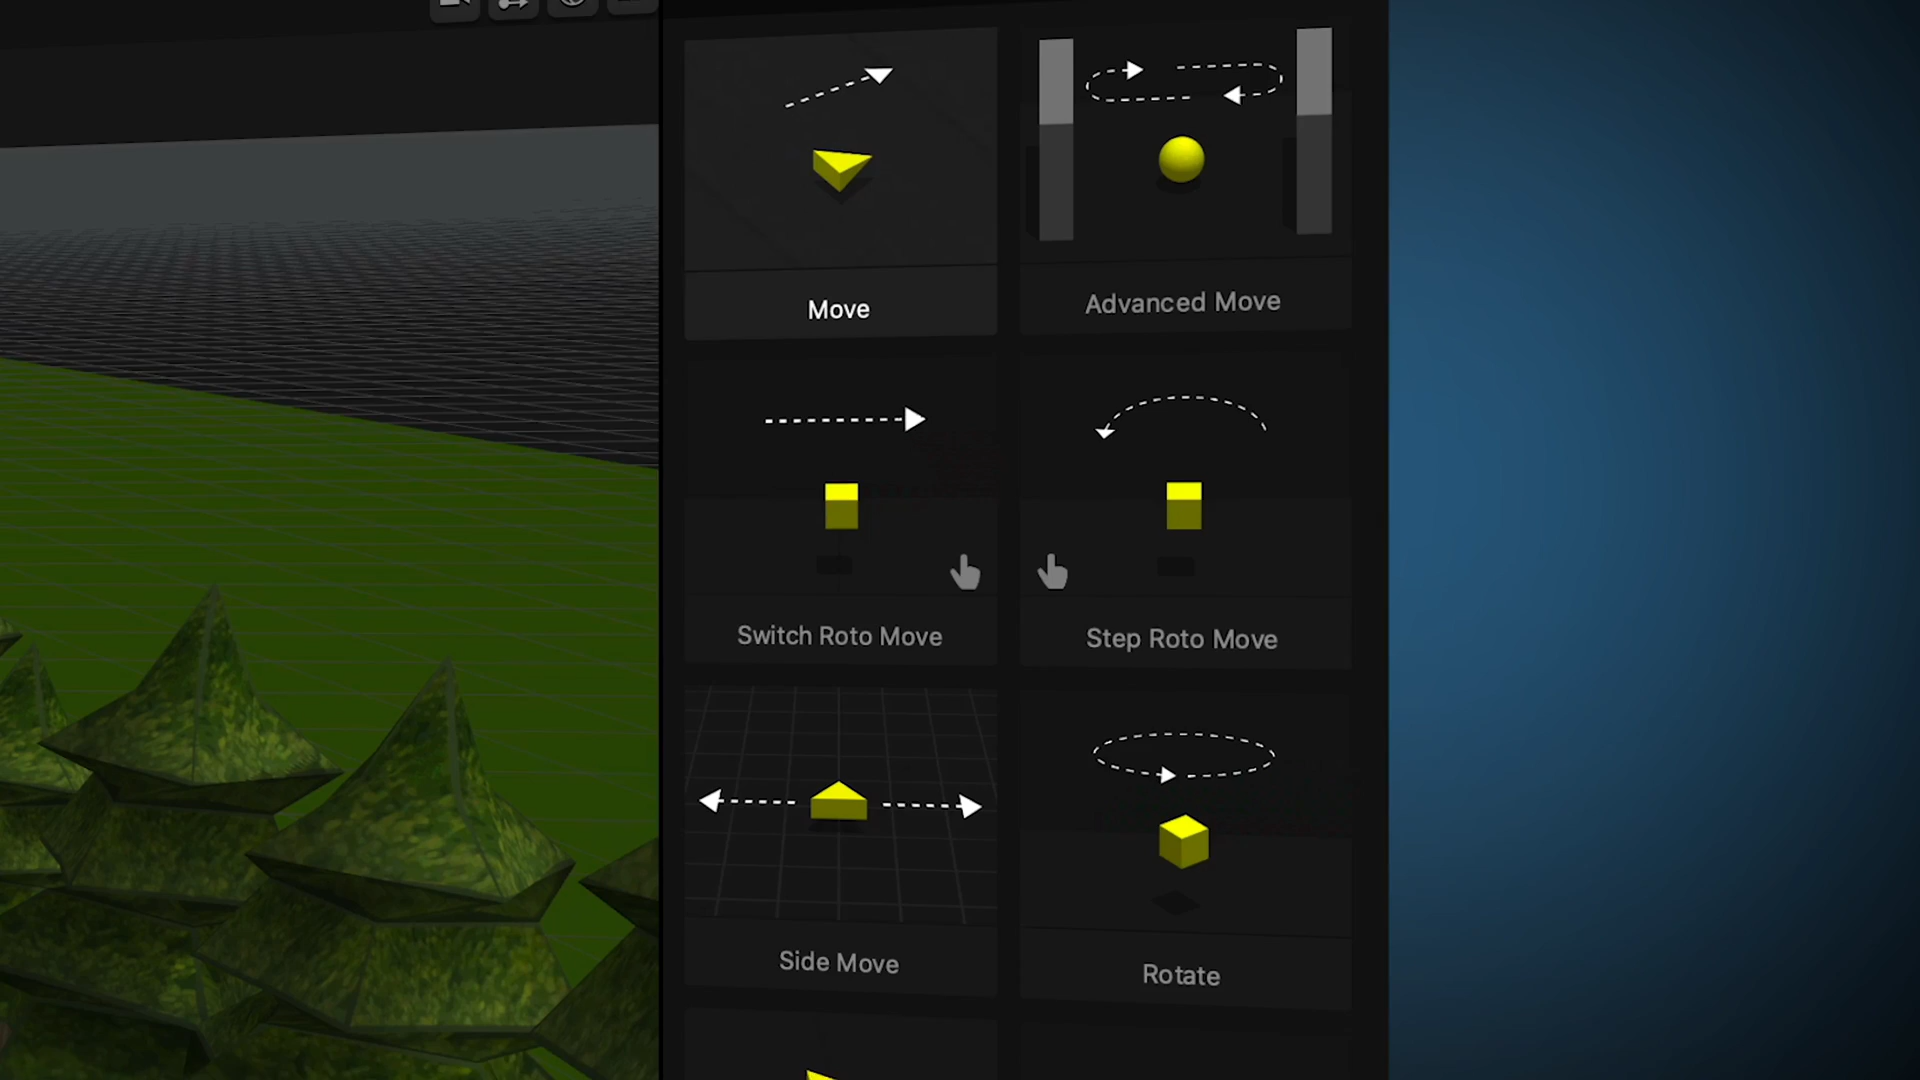 Move
Advanced Move
Switch Roto Move
Step Roto Move
Side Move
Rotate